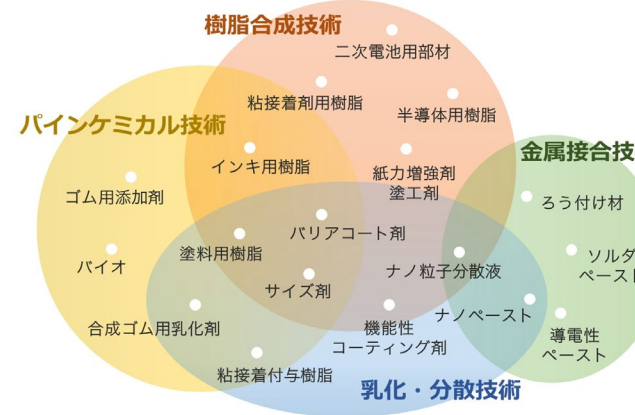 樹脂合成技術
二次電池用部材
粘接着剤用樹脂
半導体用樹脂
パインケミカル技術
インキ用樹脂
紙力増強剤
塗工剤
金属接合技
ゴム用添加剤
ろう付け材
バリアコート剤
塗料用樹脂
バイオ
ナノ粒子分散液
ソルダ
ペースト
サイズ剤
合成ゴム用乳化剤
機能性
コーティング剤
ナノペースト
導電性
ペースト
粘接着付与樹脂
乳化・分散技術